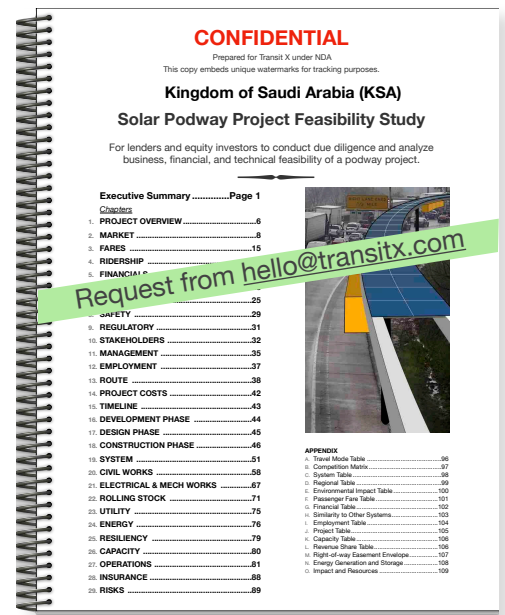 CONFIDENTIAL
Prepared for Transit X under NDA
This copy embeds unique watermarks for tracking purposes.
Kingdom of Saudi Arabia (KSA)
Solar Podway Project Feasibility Study
For lenders and equity investors to conduct due diligence and analyze
business, financial, and technical feasibility of a podway project.
Executive Summary ..............Page 1
Chapters
1. PROJECT OVERVIEW ..................................6
2. MARKET ..................................................8
3. FARES ..................................................15
4. RIDERSHIP
5. FINANCIALS
Request from hello@transitx.com
25
8. SAFETY ..................................................29
9. REGULATORY ..........................................31
10. STAKEHOLDERS ......................................32
11. MANAGEMENT ........................................35
12. EMPLOYMENT ........................................37
13. ROUTE ..................................................38
14. PROJECT COSTS ....................................42
15. TIMELINE ..............................................43
16. DEVELOPMENT PHASE ............................44
17. DESIGN PHASE ......................................45
18. CONSTRUCTION PHASE ..........................46
19. SYSTEM ................................................51
20. CIVIL WORKS ........................................58
21. ELECTRICAL & MECH WORKS ..................67
22. ROLLING STOCK ....................................71
23. UTILITY ................................................75
24. ENERGY ................................................76
25. RESILIENCY ..........................................79
26. CAPACITY ..............................................80
27. OPERATIONS ..........................................81
28. INSURANCE ............................................88
29. RISKS ..................................................89
APPENDIX
A. Travel Mode Table ..................................96
B. Competition Matrix ..................................97
C. System Table ..........................................98
D. Regional Table ........................................99
E. Environmental Impact Table ....................100
F. Passenger Fare Table ..............................101
G. Financial Table ......................................102
H. Similarity to Other Systems ....................103
I. Employment Table ..................................104
J. Project Table ..........................................105
K. Capacity Table ........................................106
L. Revenue Share Table ..............................106
M. Right-of-way Easement Envelope ............107
N. Energy Generation and Storage ..............108
O. Impact and Resources ............................109